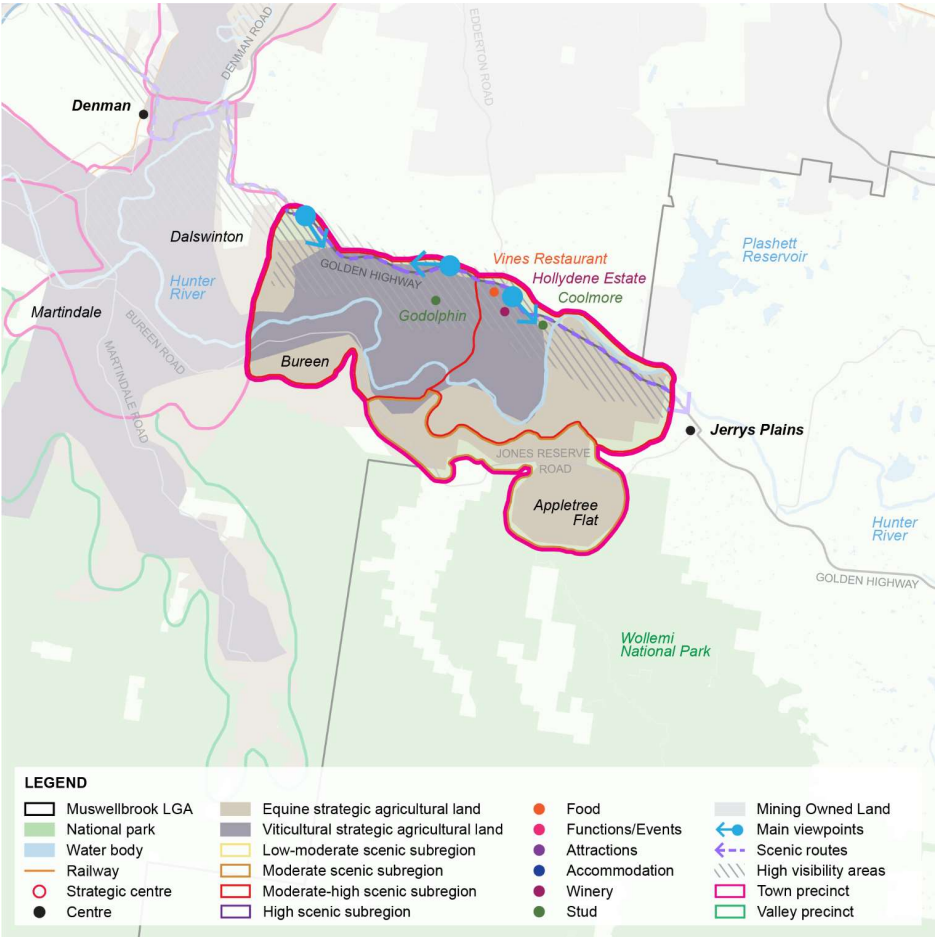 DENMAN ROAD
EDDERTON ROAD
Denman
Dalswinton
Plashett
Reservoir
Vines Restaurant
Hollydene Estate
Coolmore
GOLDEN HIGHWAY
Hunter
River
Godolphin
Martindale
BUREEN ROAD
Bureen
MARTINDALE ROAD
Jerrys Plains
JONES RESERVE
ROAD
Appletree
Flat
Hunter
River
GOLDEN HIGHWAY
Wollemi
National Park
LEGEND
Muswellbrook LGA
National park
Water body
Railway
Strategic centre
Centre
Equine strategic agricultural land
Viticultural strategic agricultural land
Low-moderate scenic subregion
Moderate scenic subregion
Moderate-high scenic subregion
High scenic subregion
Food
Functions/Events
Attractions
Accommodation
Winery
Stud
Mining Owned Land
Main viewpoints
Scenic routes
High visibility areas
Town precinct
Valley precinct